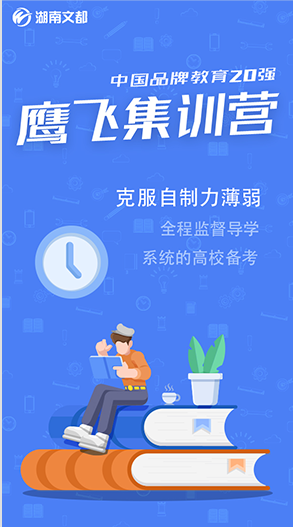 湖南文都
中国品牌教育20强
鹰飞集训营
克服自制力薄弱
全程监督导学
系统的高校备考